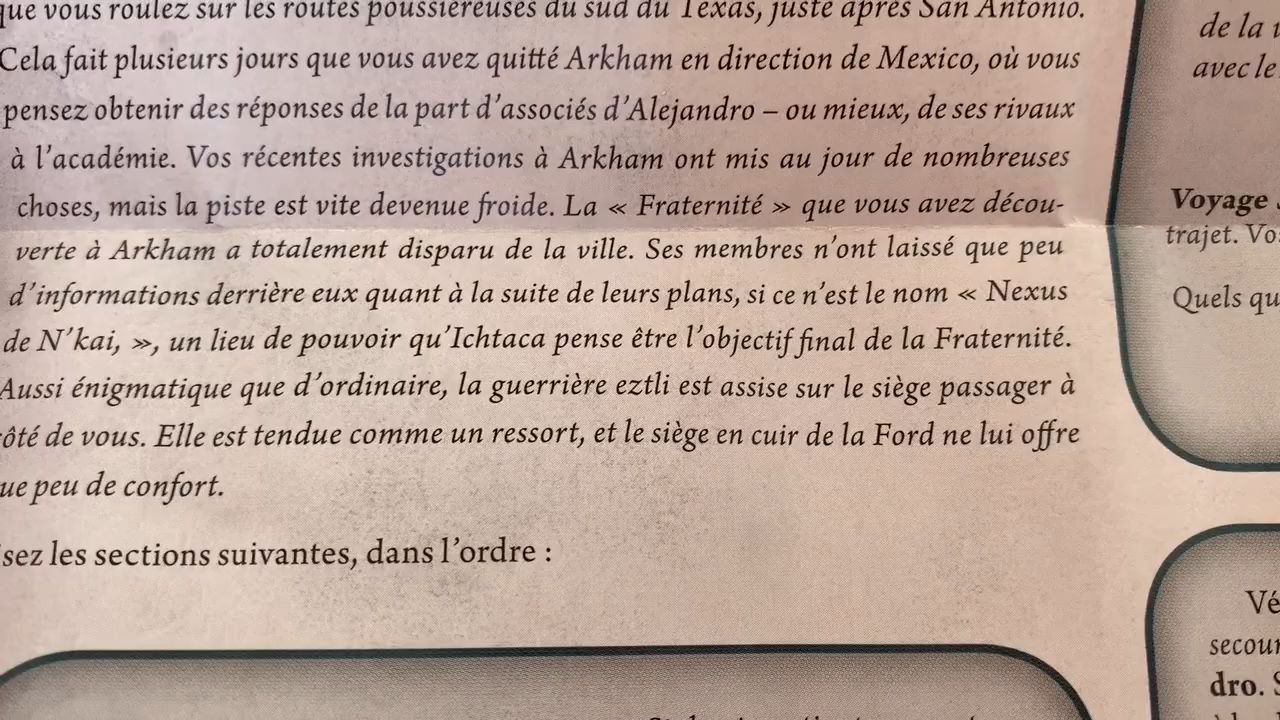 que vous roulez sur les routes poussiéreuses du sud du Texas, juste après San Antonio.
Cela fait plusieurs jours que vous avez quitté Arkham en direction de Mexico, où vous
pensez obtenir des réponses de la part d'associés d'Alejandro – ou mieux, de ses rivaux
à l'académie. Vos récentes investigations à Arkham ont mis au jour de nombreuses
choses, mais la piste est vite devenue froide. La « Fraternité » que vous avez décou-
verte à Arkham a totalement disparu de la ville. Ses membres n'ont laissé que peu
d'informations derrière eux quant à la suite de leurs plans, si ce n'est le nom « Nexus
de N'kai, », un lieu de pouvoir qu'Ichtaca pense être l'objectif final de la Fraternité.
Aussi énigmatique que d'ordinaire, la guerrière eztli est assise sur le siège passager à
ôté de vous. Elle est tendue comme un ressort, et le siège en cuir de la Ford ne lui offre
ue peu de confort.
sez les sections suivantes, dans l'ordre :
de la
avec le
Voyage
trajet. Vo
Quels qu
Vé
secour
dro. S